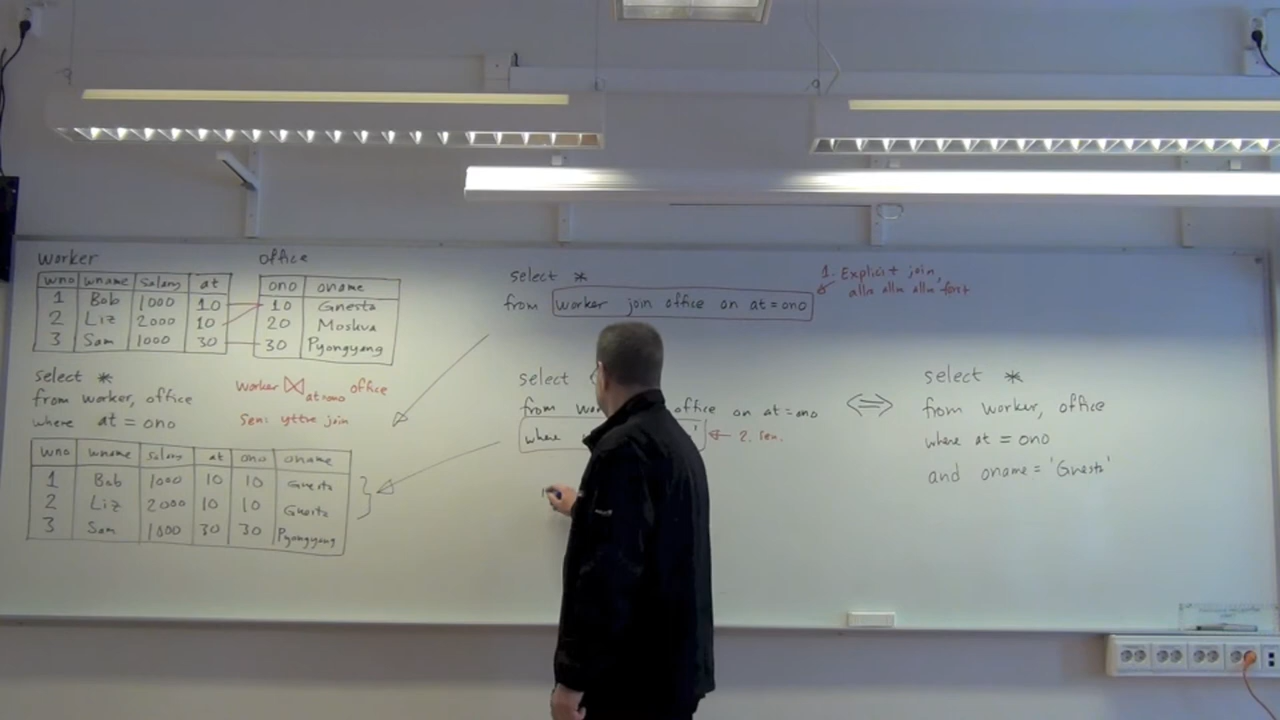 worker
wno wname salary at
1 Bob 1000 10
2 Liz 2000 10
3 Sam 1000 30
office
ono oname
10 Gnesta
20 Moskva
30 Pyongyang
select *
from worker, office
where at = ono
worker ⋈ at=ono office
Sen: yttre join
wno wname salary at ono oname
1 Bob 1000 10 10 Gnesta
2 Liz 2000 10 10 Gnesta
3 Sam 1000 30 30 Pyongyang
select *
from worker join office on at = ono
1. Explicit join,
allra allra allra först
select
from office on at = ono
where '
2. Sen.
⟺
select *
from worker, office
where at = ono
and oname = 'Gnesta'